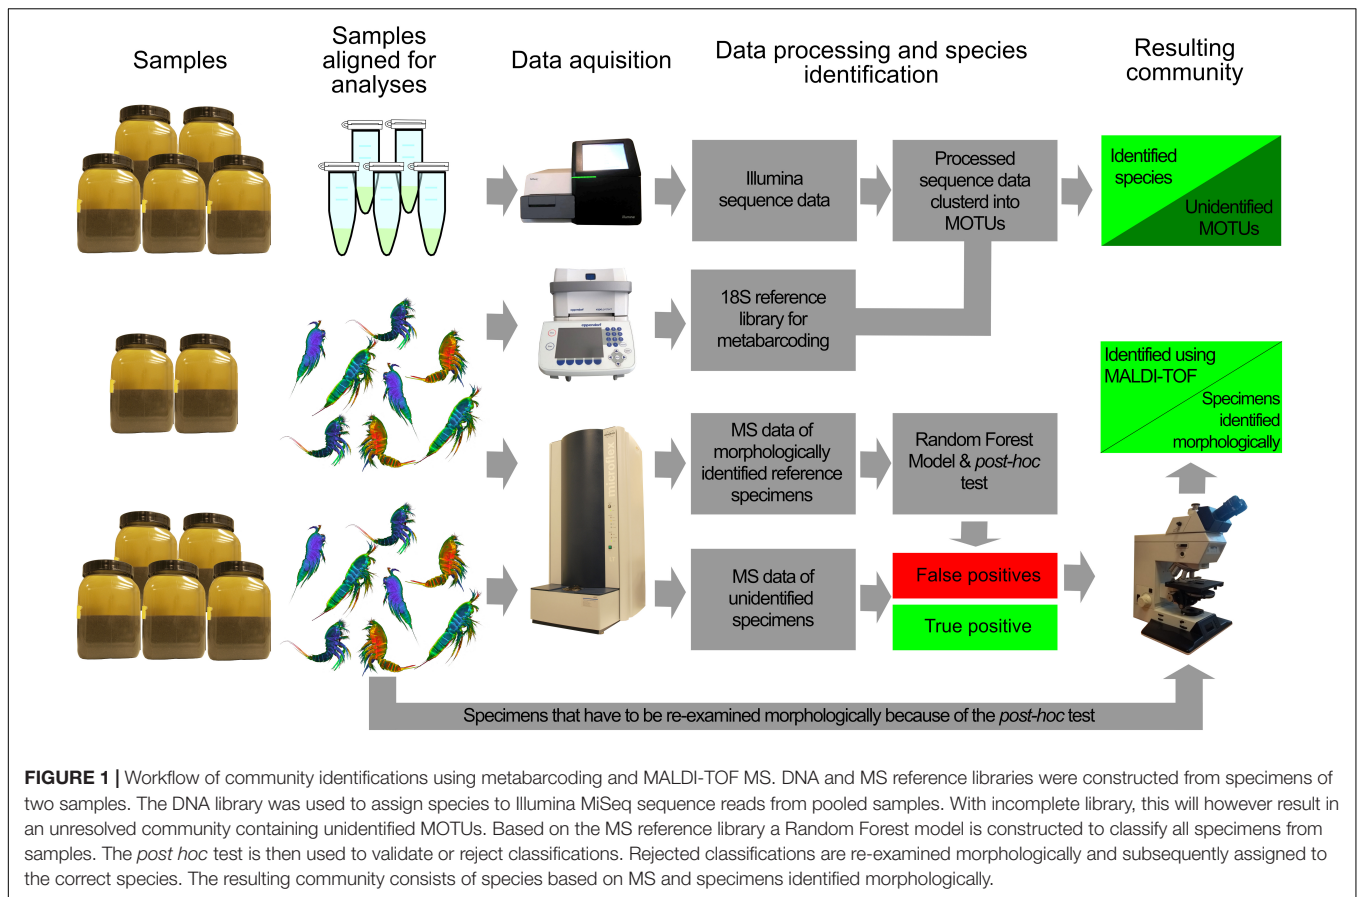 Samples
Samples
aligned for
analyses
Data aquisition
Data processing and species
identification
Resulting
community
Illumina
sequence data
Processed
sequence data
clusterd into
MOTUs
Identified
species
Unidentified
MOTUs
18S reference
library for
metabarcoding
eppendorf
Identified using
MALDI-TOF
Specimens
identified
morphologically
microflex
MS data of
morphologically
identified reference
specimens
Random Forest
Model & post-hoc
test
MS data of
unidentified
specimens
False positives
True positive
Specimens that have to be re-examined morphologically because of the post-hoc test
FIGURE 1 | Workflow of community identifications using metabarcoding and MALDI-TOF MS. DNA and MS reference libraries were constructed from specimens of
two samples. The DNA library was used to assign species to Illumina MiSeq sequence reads from pooled samples. With incomplete library, this will however result in
an unresolved community containing unidentified MOTUs. Based on the MS reference library a Random Forest model is constructed to classify all specimens from
samples. The post hoc test is then used to validate or reject classifications. Rejected classifications are re-examined morphologically and subsequently assigned to
the correct species. The resulting community consists of species based on MS and specimens identified morphologically.